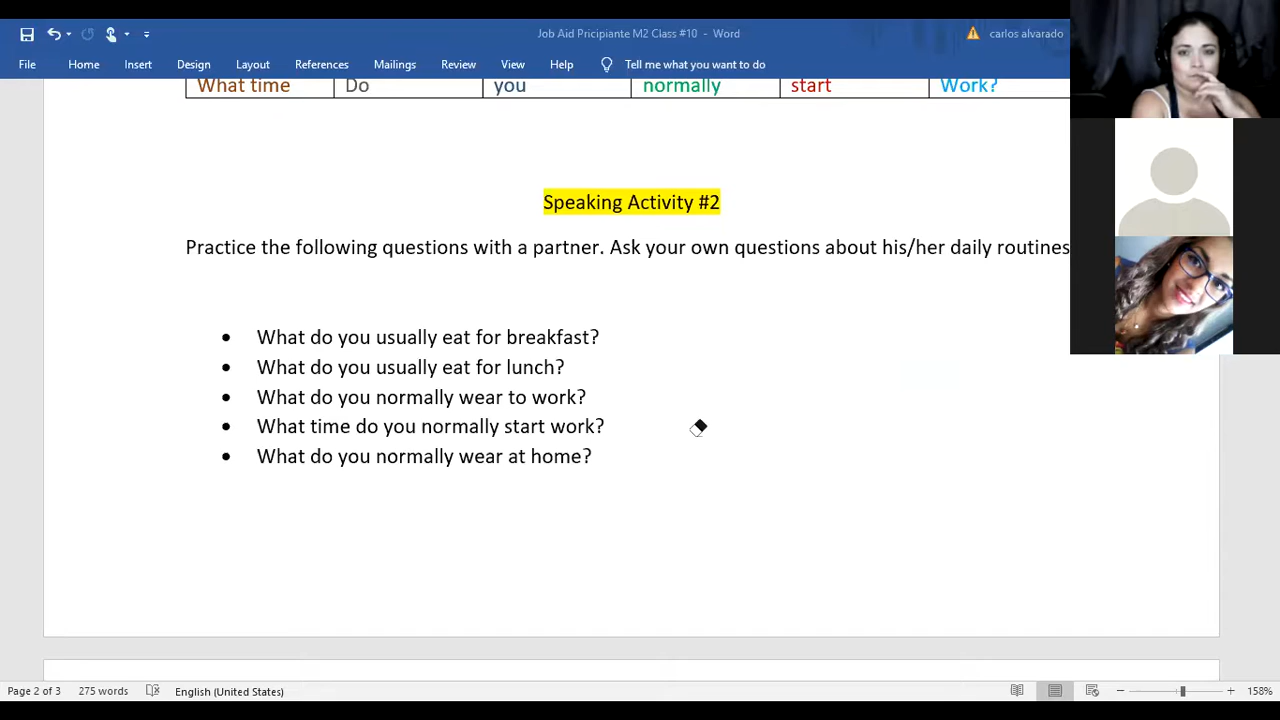 Job Aid Pricipiante M2 Class #10 - Word
carlos alvarado
File Home Insert Design Layout References Mailings Review View Help Tell me what you want to do
What time Do you normally start Work?
Speaking Activity #2
Practice the following questions with a partner. Ask your own questions about his/her daily routines
• What do you usually eat for breakfast?
• What do you usually eat for lunch?
• What do you normally wear to work?
• What time do you normally start work?
• What do you normally wear at home?
Page 2 of 3 275 words English (United States) 158%